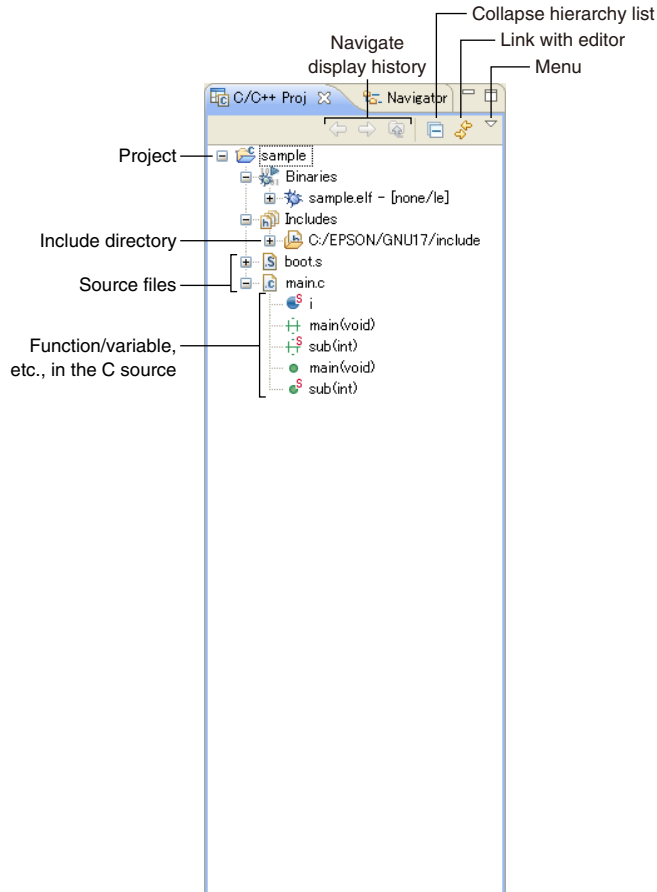 Collapse hierarchy list
Link with editor
Menu
Navigate
display history
C/C++ Proj
Navigator
Project
sample
Binaries
sample.elf - [none/le]
Includes
Include directory
C:/EPSON/GNU17/include
Source files
boot.s
main.c
i
main(void)
Function/variable,
etc., in the C source
sub(int)
main(void)
sub(int)